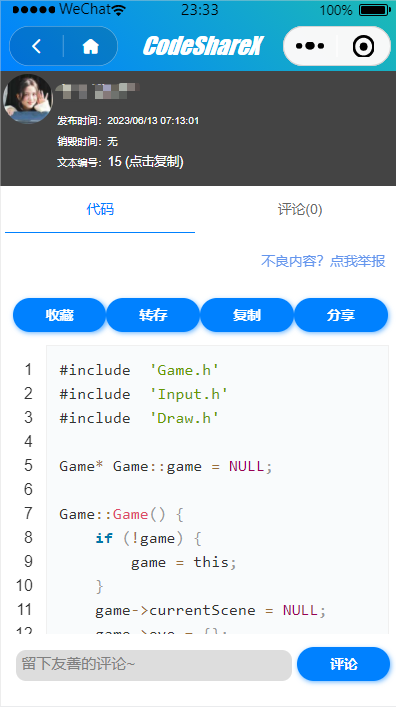 WeChat 23:33 100%
CodeShareX
发布时间：2023/06/13 07:13:01
销毁时间：无
文本编号：15 (点击复制)
代码 评论(0)
不良内容？点我举报
收藏 转存 复制 分享
1 #include 'Game.h'
2 #include 'Input.h'
3 #include 'Draw.h'
4
5 Game* Game::game = NULL;
6
7 Game::Game() {
8 if (!game) {
9 game = this;
10 }
11 game->currentScene = NULL;
12 game->eye = {};
留下友善的评论~ 评论